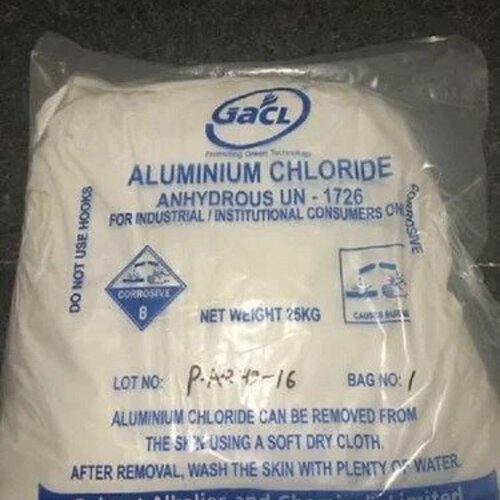 GACL
Promoting Green Technology
ALUMINIUM CHLORIDE
ANHYDROUS UN - 1726
FOR INDUSTRIAL / INSTITUTIONAL CONSUMERS
DO NOT USE HOOKS
CORROSIVE
CORROSIVE
8
NET WEIGHT 25KG
CAUSES BURNS
LOT NO:
BAG NO: 1
ALUMINIUM CHLORIDE CAN BE REMOVED FROM
THE SKIN USING A SOFT DRY CLOTH.
AFTER REMOVAL, WASH THE SKIN WITH PLENTY OF WATER.
Alkalies and